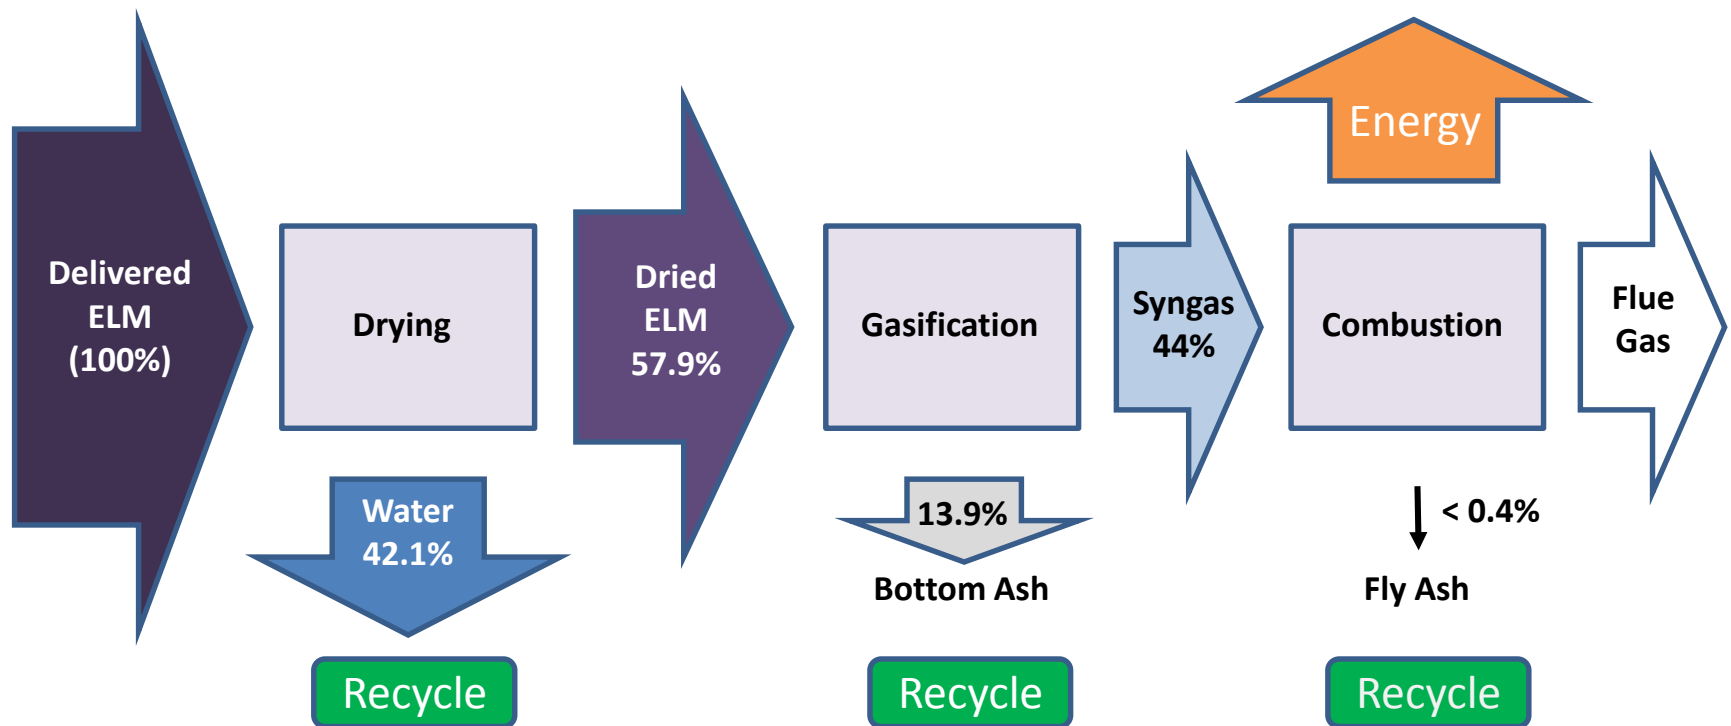 Delivered
ELM
(100%)
Drying
Water
42.1%
Recycle
Dried
ELM
57.9%
Gasification
13.9%
Bottom Ash
Recycle
Syngas
44%
Energy
Combustion
< 0.4%
Fly Ash
Recycle
Flue
Gas